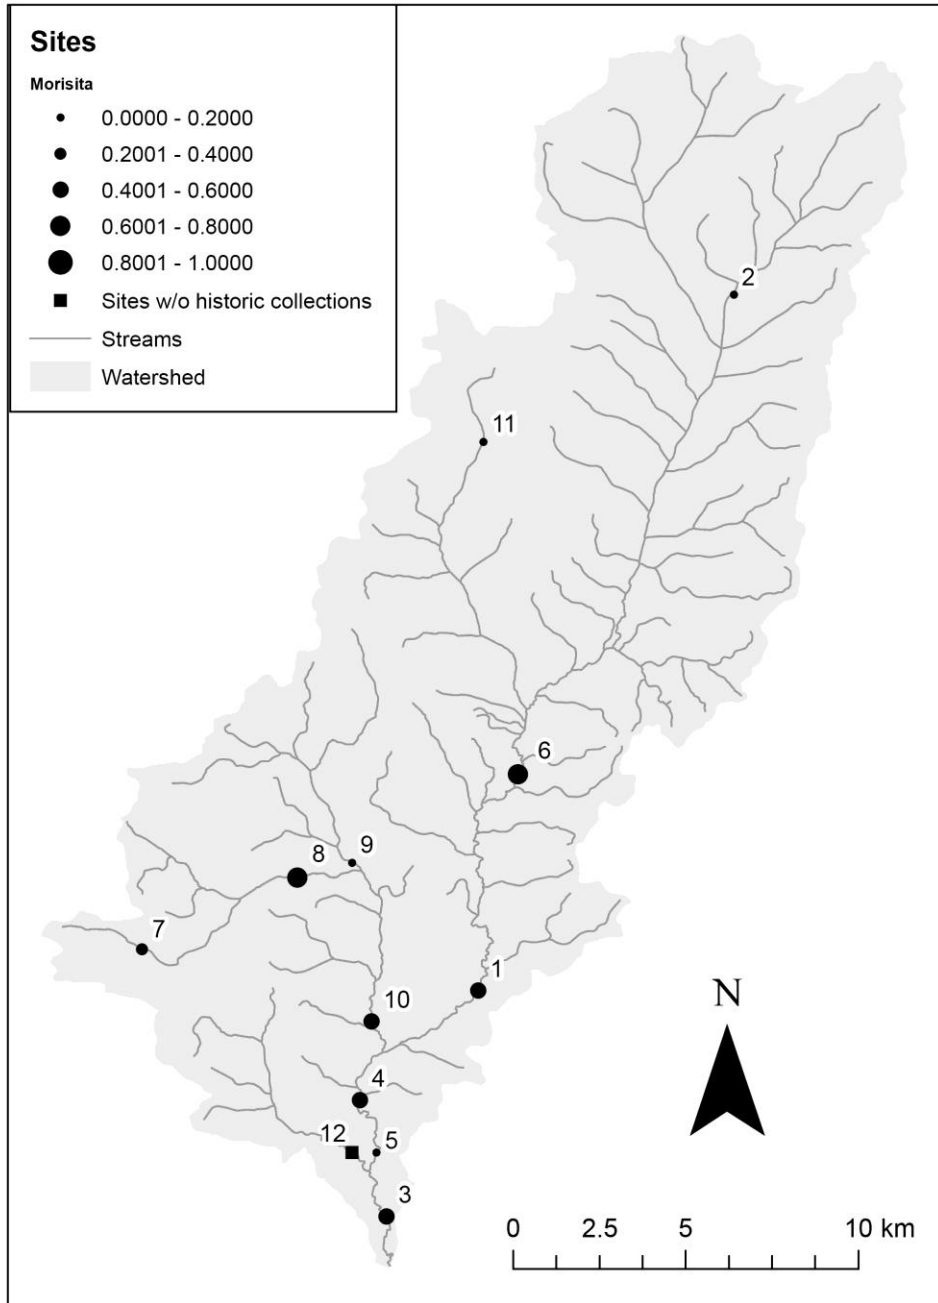 Sites
Morisita
0.0000 - 0.2000
0.2001 - 0.4000
0.4001 - 0.6000
0.6001 - 0.8000
0.8001 - 1.0000
Sites w/o historic collections
Streams
Watershed
2
11
6
9
8
7
1
10
4
12
5
3
N
0 2.5 5 10 km